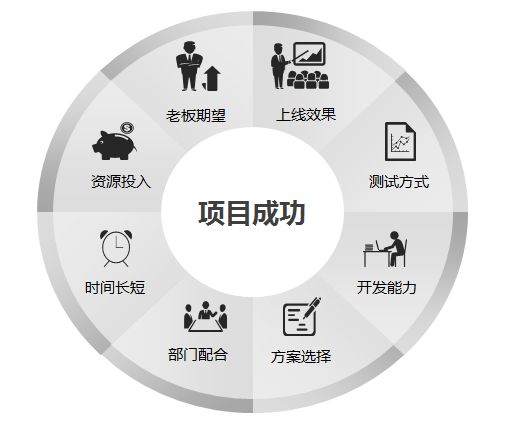 老板期望
上线效果
资源投入
测试方式
项目成功
时间长短
开发能力
部门配合
方案选择